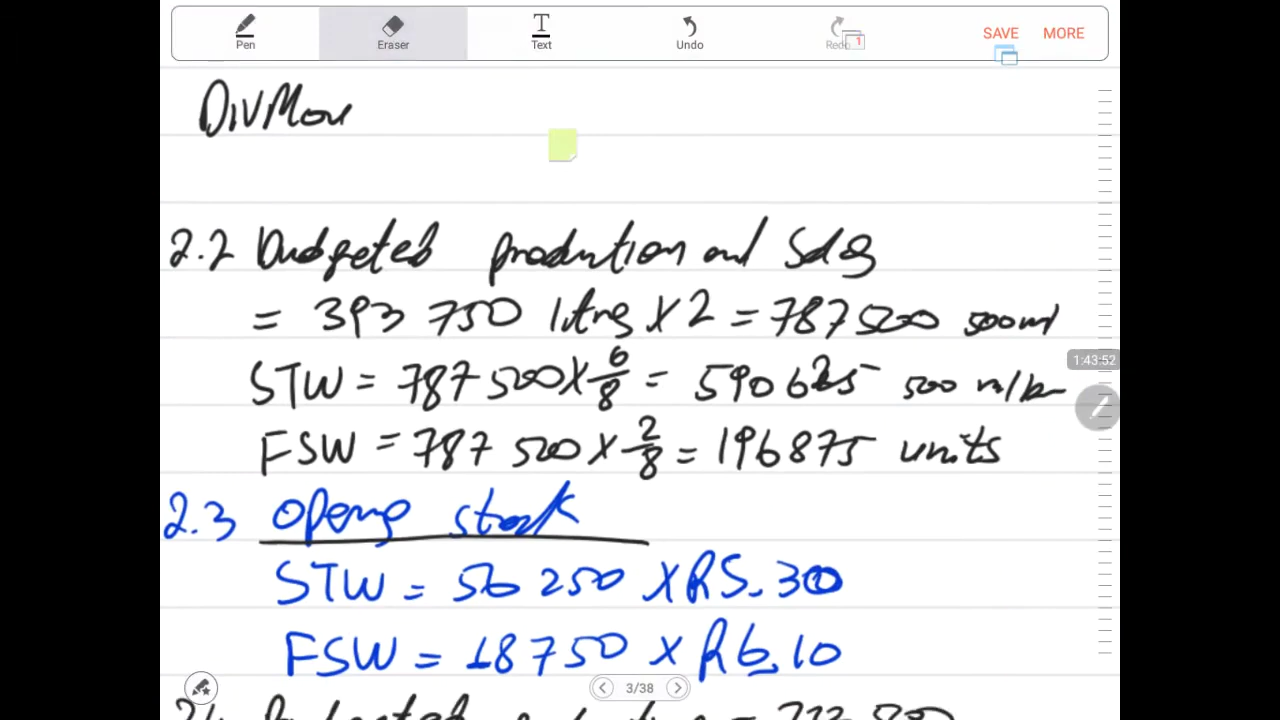 Pen Eraser Text Undo Redo 1 SAVE MORE
2.2 Budgeted production and Sales
= 393 750 litres X 2 = 787 500 500ml
1:43:52
STW = 787 500 X 6/8 = 590 625 500 ml
FSW = 787 500 X 2/8 = 196 875 units
2.3 opening stock
STW = 56 250 X R5.30
FSW = 18 750 X R6.10
3/38